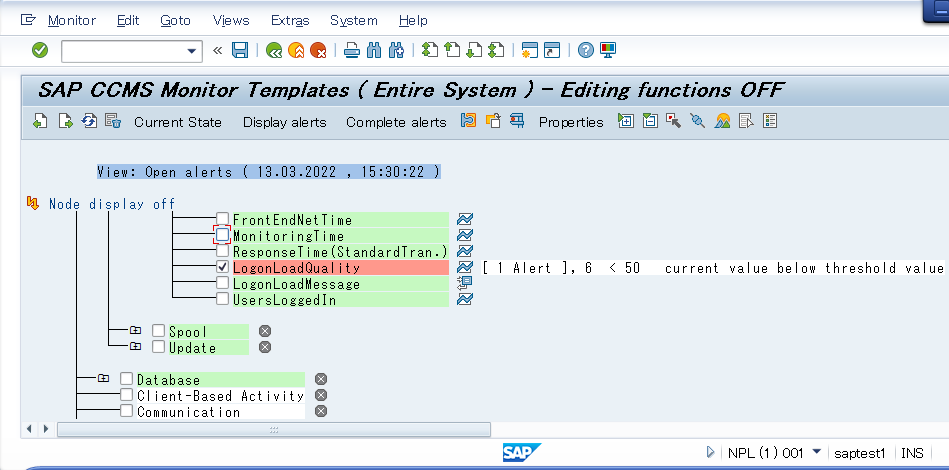 Monitor Edit Goto Views Extras System Help
SAP CCMS Monitor Templates ( Entire System ) - Editing functions OFF
Current State Display alerts Complete alerts Properties
View: Open alerts ( 13.03.2022 , 15:30:22 )
Node display off
FrontEndNetTime
MonitoringTime
ResponseTime(StandardTran.)
LogonLoadQuality [ 1 Alert ], 6 < 50 current value below threshold value
LogonLoadMessage
UsersLoggedIn
Spool
Update
Database
Client-Based Activity
Communication
SAP NPL (1) 001 saptest1 INS